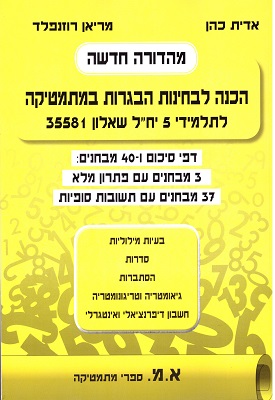 אדית כהן מריאן רוזנפלד
מהדורה חדשה
הכנה לבחינות הבגרות במתמטיקה
לתלמידי 5 יח"ל שאלון 35581
דפי סיכום ו-40 מבחנים:
3 מבחנים עם פתרון מלא
37 מבחנים עם תשובות סופיות
בעיות מילוליות
סדרות
הסתברות
גיאומטריה וטריגונומטריה
חשבון דיפרנציאלי ואינטגרלי
א.מ. ספרי מתמטיקה